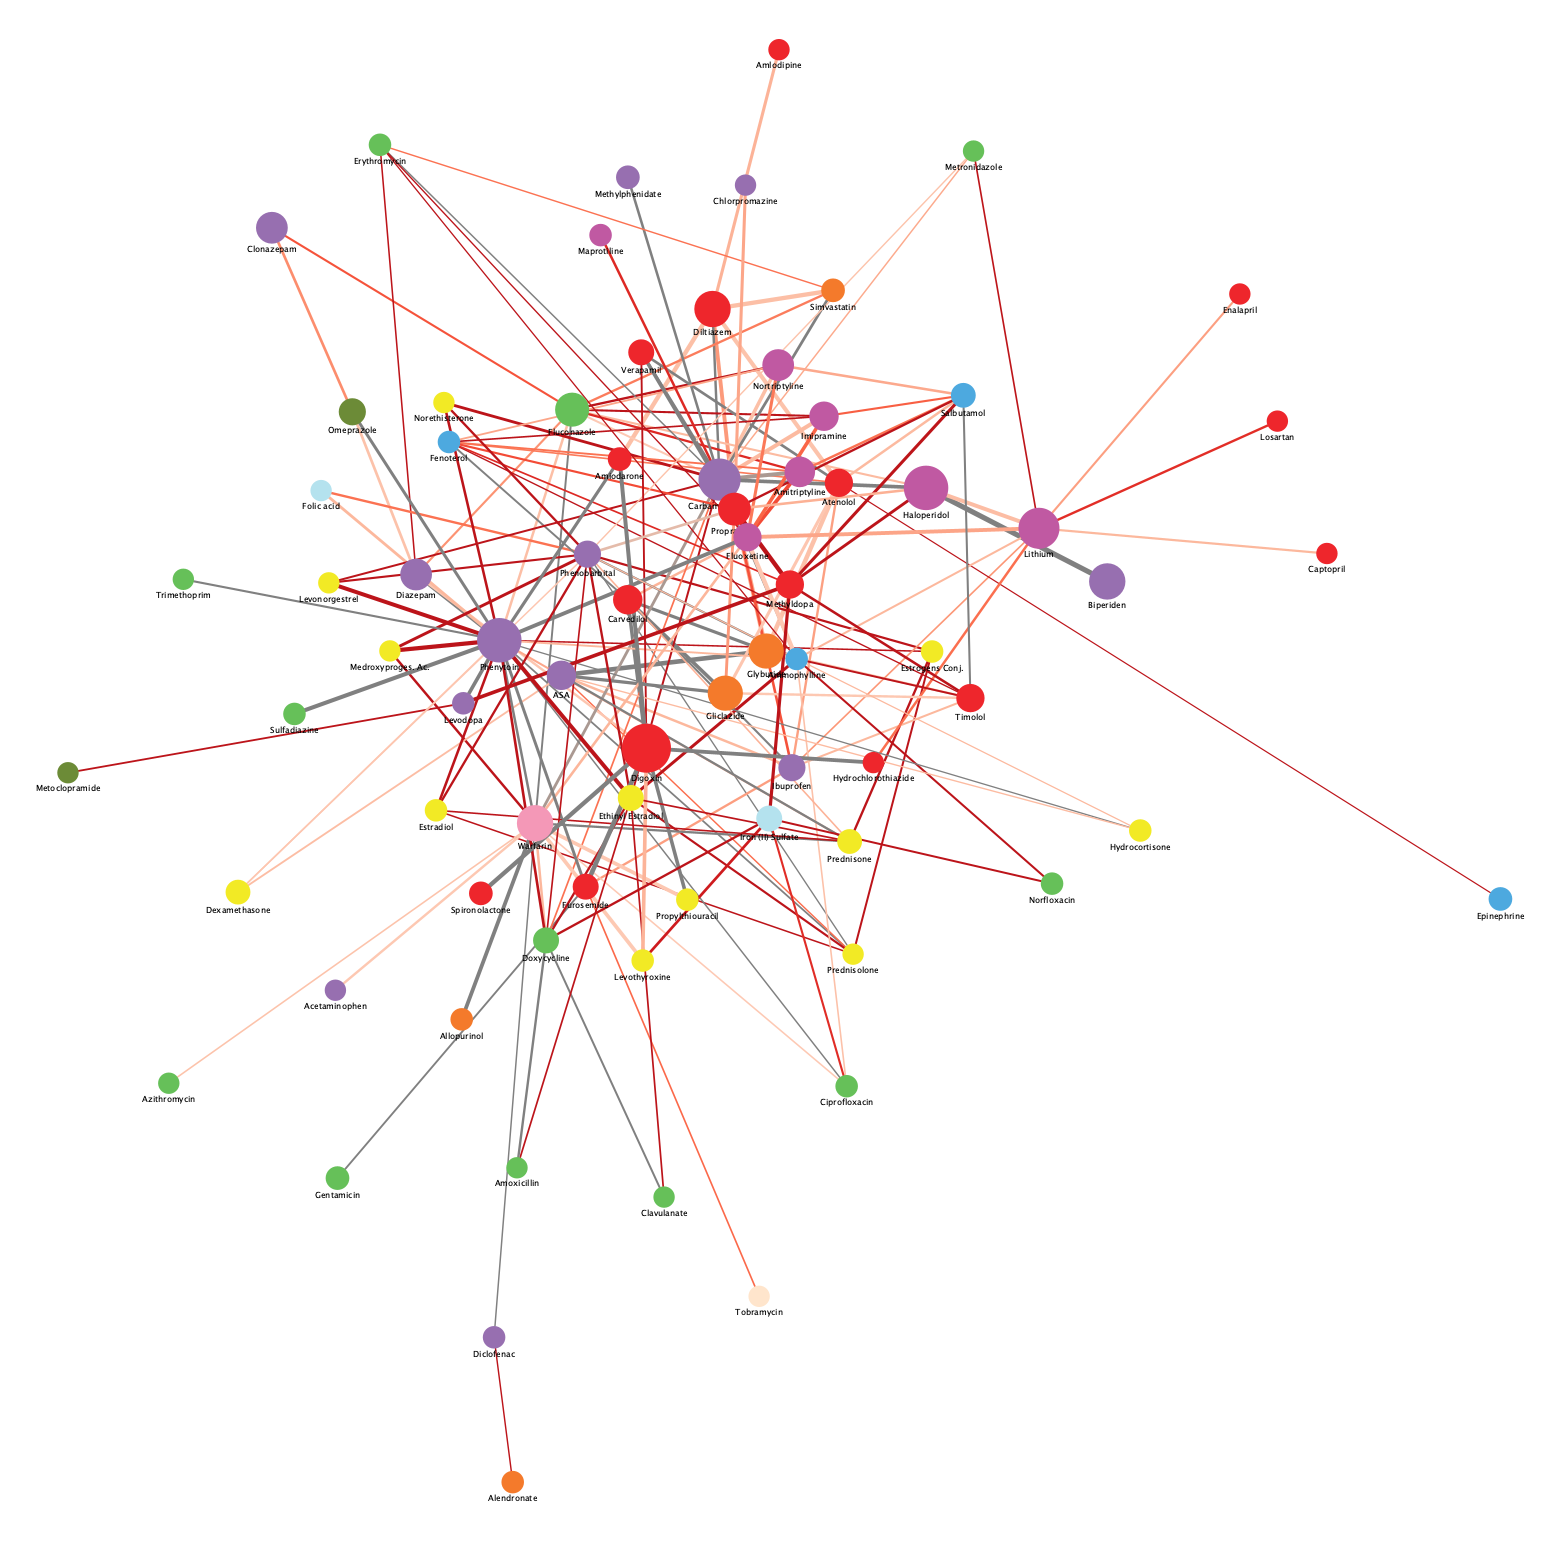 Amlodipine
Erythromycin
Metronidazole
Methylphenidate
Chlorpromazine
Clonazepam
Maprotiline
Simvastatin
Enalapril
Diltiazem
Verapamil
Nortriptyline
Norethisterone
Salbutamol
Omeprazole
Fluconazole
Imipramine
Losartan
Fenoterol
Amiodarone
Amitriptyline
Atenolol
Folic acid
Haloperidol
Lithium
Fluoxetine
Captopril
Phenobarbital
Trimethoprim
Levonorgestrel
Diazepam
Methyldopa
Biperiden
Carvedilol
Medroxyproges. Ac.
Phenytoin
Estrogens Conj.
Aminophylline
ASA
Levodopa
Gliclazide
Timolol
Sulfadiazine
Digoxin
Hydrochlorothiazide
Metoclopramide
Ibuprofen
Estradiol
Ethinyl Estradiol
Iron (II) Sulfate
Warfarin
Prednisone
Hydrocortisone
Dexamethasone
Spironolactone
Furosemide
Propylthiouracil
Norfloxacin
Epinephrine
Doxycycline
Levothyroxine
Prednisolone
Acetaminophen
Allopurinol
Azithromycin
Ciprofloxacin
Amoxicillin
Gentamicin
Clavulanate
Tobramycin
Diclofenac
Alendronate